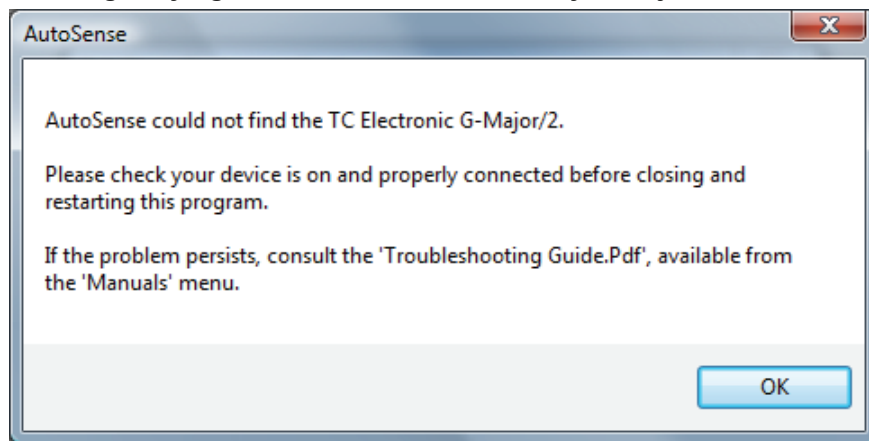 AutoSense
AutoSense could not find the TC Electronic G-Major/2.
Please check your device is on and properly connected before closing and
restarting this program.
If the problem persists, consult the 'Troubleshooting Guide.Pdf', available from
the 'Manuals' menu.
OK